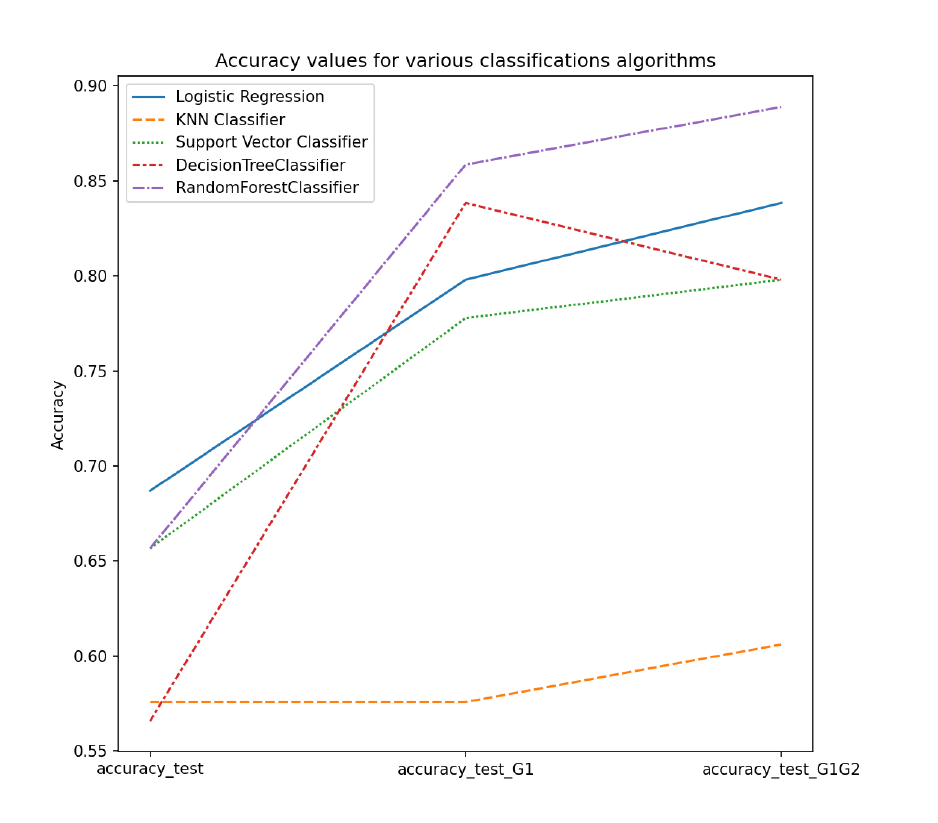 Accuracy values for various classifications algorithms
0.90
Logistic Regression
KNN Classifier
Support Vector Classifier
DecisionTreeClassifier
RandomForestClassifier
0.85
0.80
0.75
Accuracy
0.70
0.65
0.60
0.55
accuracy_test accuracy_test_G1 accuracy_test_G1G2